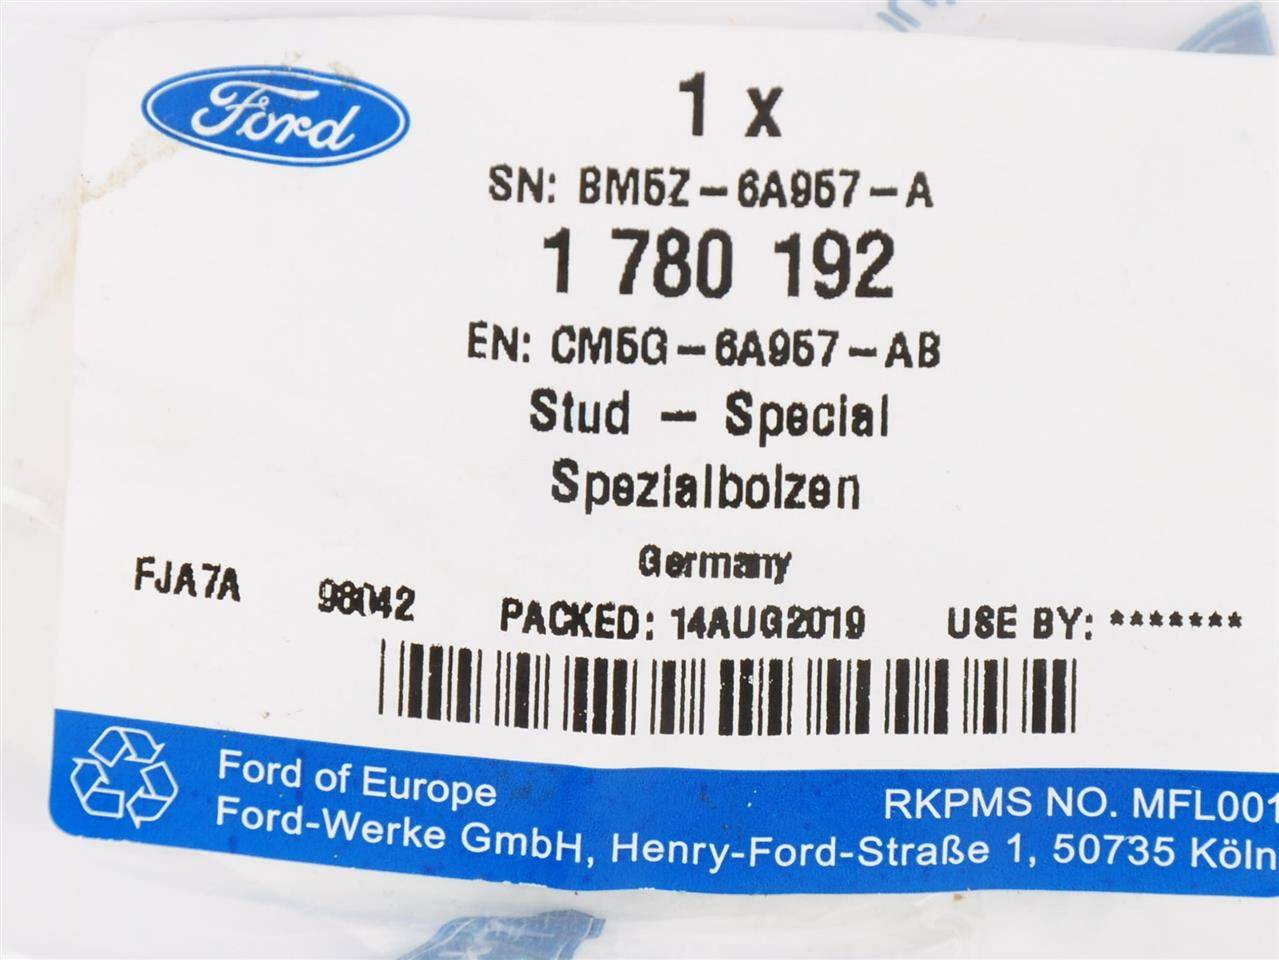 Ford
1 x
SN: BM5Z-6A957-A
1 780 192
EN: CM5G-6A957-AB
Stud - Special
Spezialbolzen
Germany
FJA7A 98042 PACKED: 14AUG2019 USE BY: *******
Ford of Europe RKPMS NO. MFL001
Ford-Werke GmbH, Henry-Ford-Straße 1, 50735 Köln